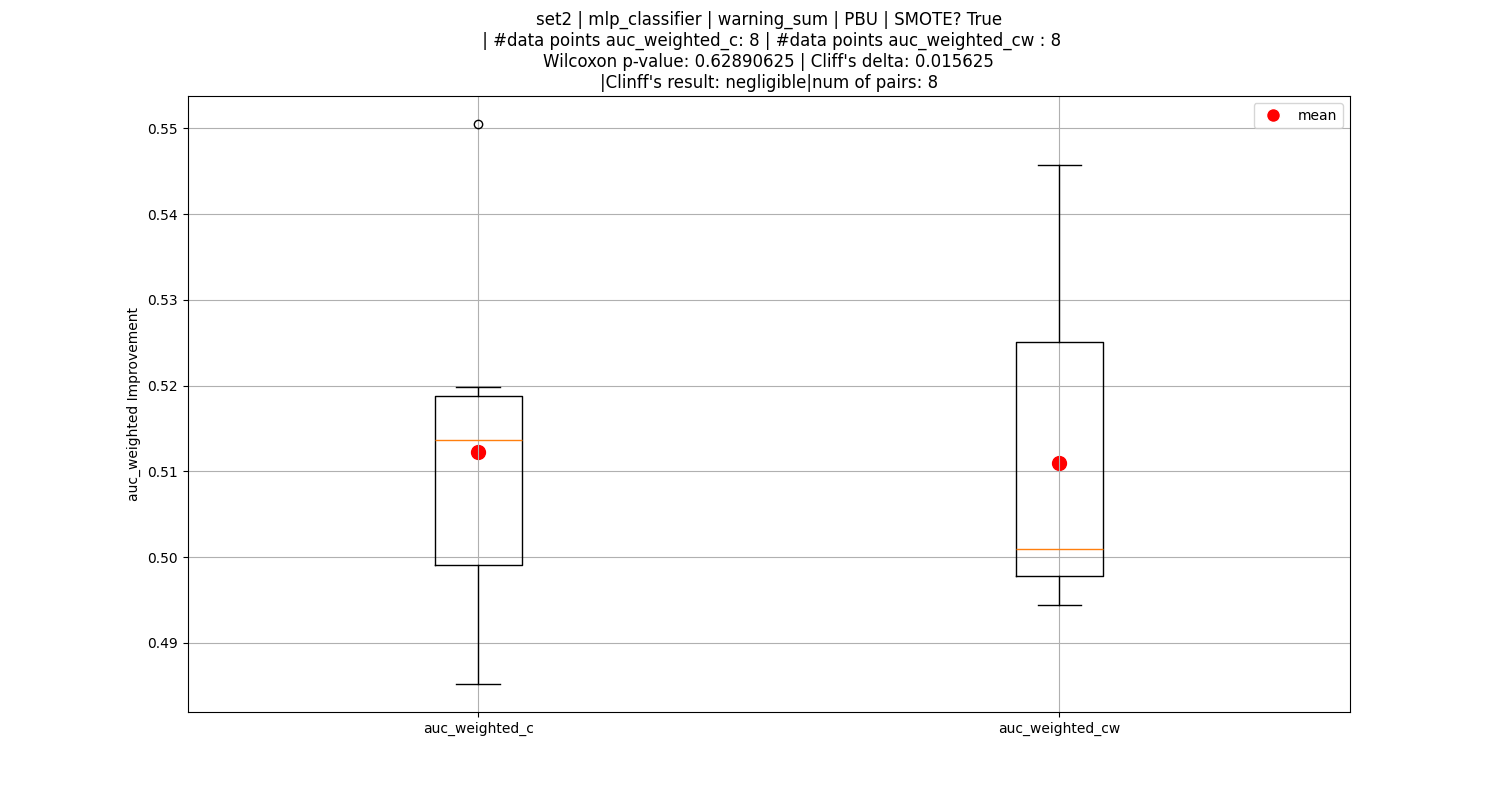 set2 | mlp_classifier | warning_sum | PBU | SMOTE? True
| #data points auc_weighted_c: 8 | #data points auc_weighted_cw : 8
Wilcoxon p-value: 0.62890625 | Cliff's delta: 0.015625
|Clinff's result: negligible|num of pairs: 8
mean
0.55
0.54
0.53
0.52
0.51
0.50
0.49
auc_weighted Improvement
auc_weighted_c
auc_weighted_cw